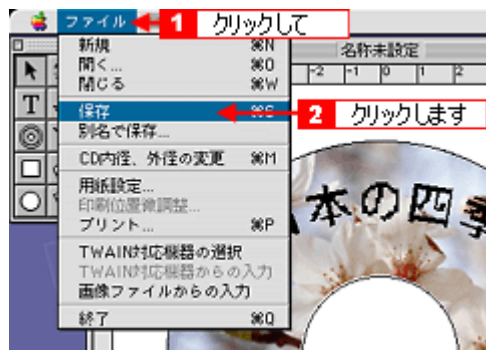 ファイル
1 クリックして
新規 ⌘N
開く... ⌘O
閉じる ⌘W
保存 ⌘S
2 クリックします
別名で保存...
CD内径、外径の変更 ⌘M
用紙設定...
印刷位置微調整...
プリント... ⌘P
TWAIN対応機器の選択
TWAIN対応機器からの入力
画像ファイルからの入力
終了 ⌘Q
名称未設定
-2 -1 0 1 2
T
本の四季